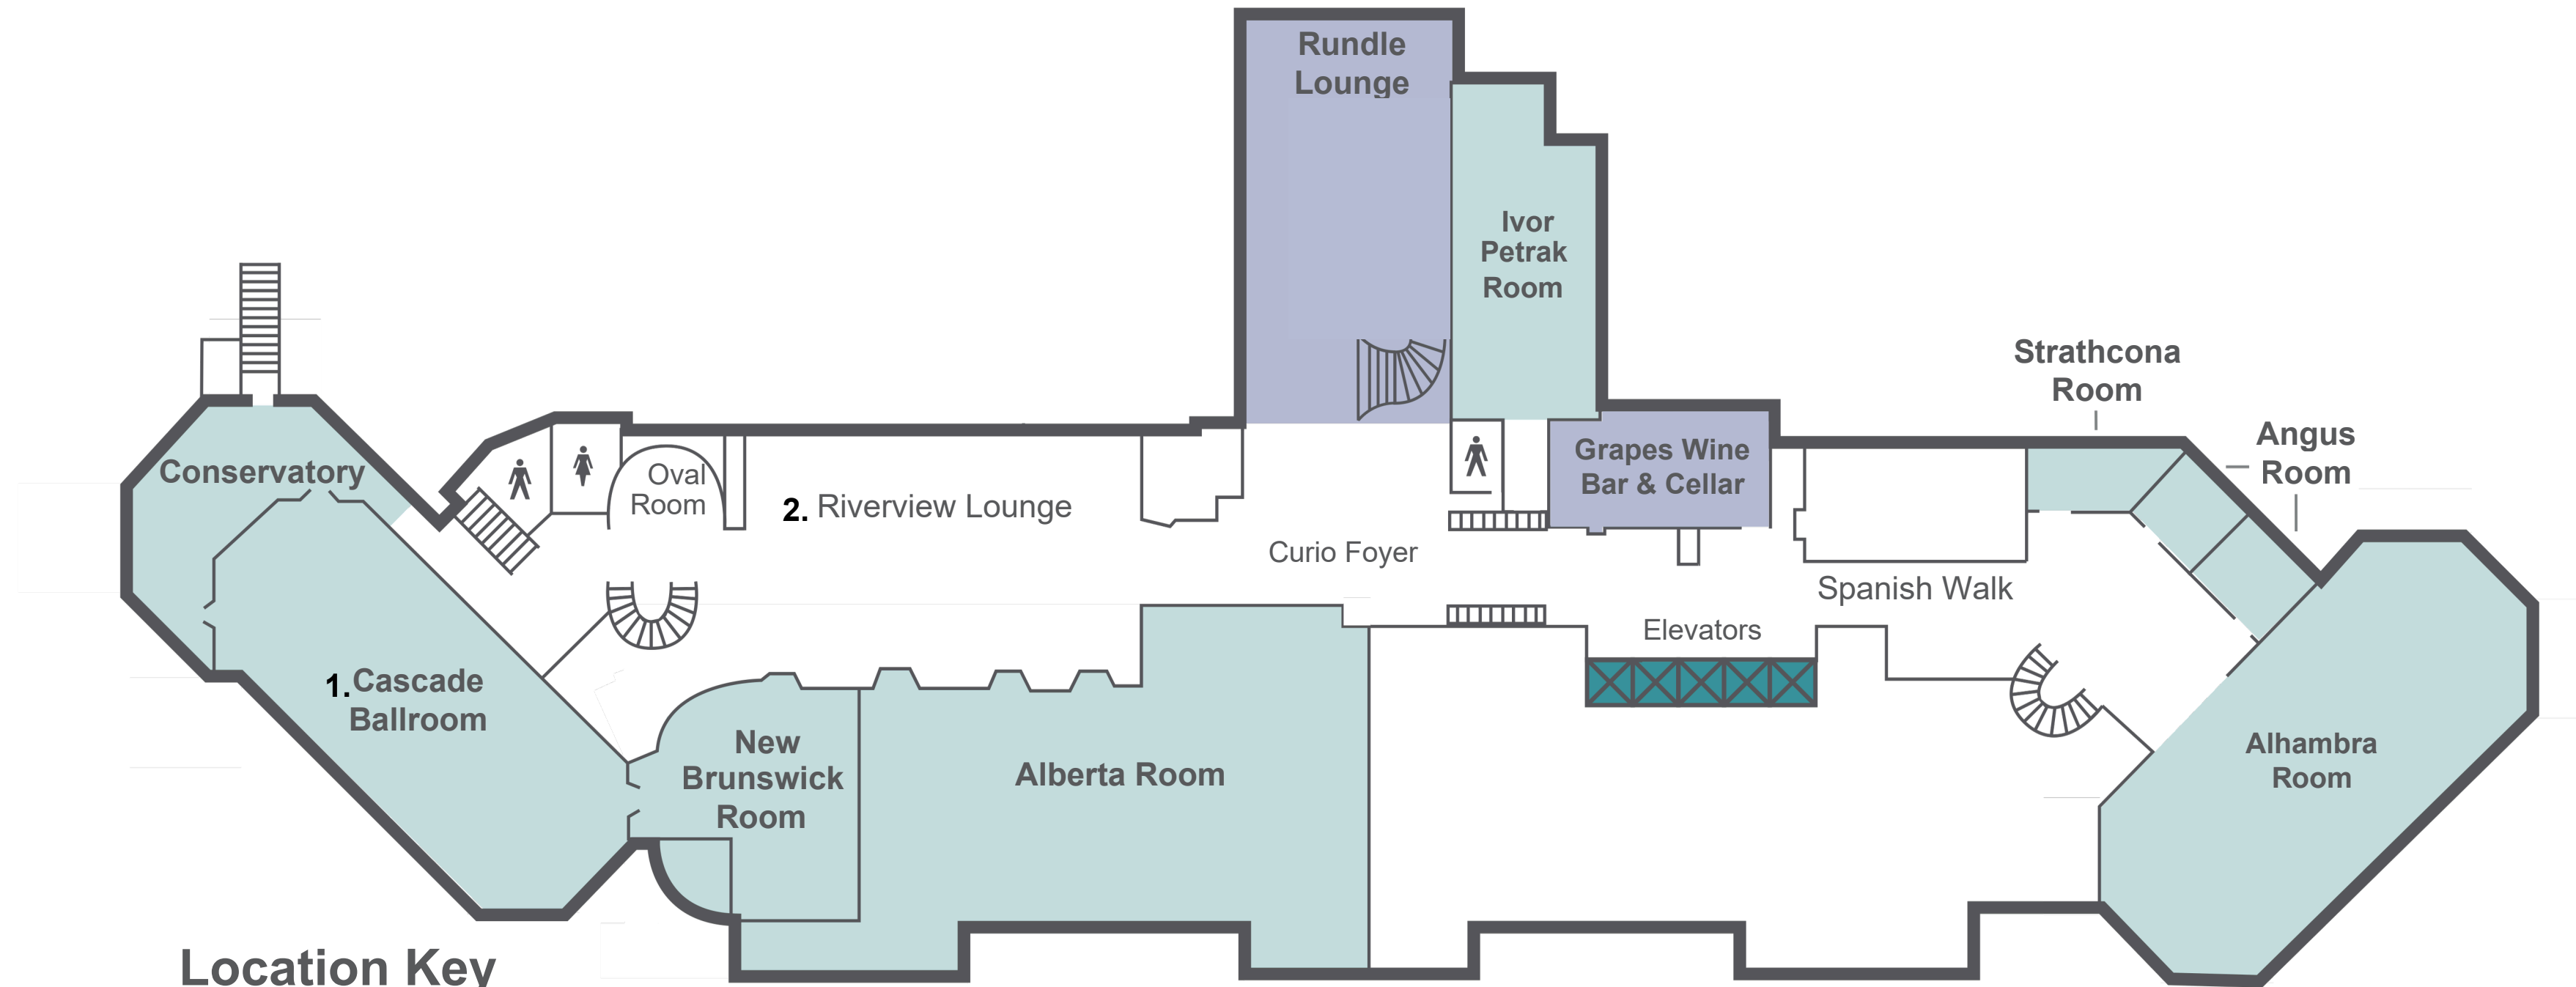 Rundle
Lounge
Ivor
Petrak
Room
Strathcona
Room
Angus
Room
Conservatory
Oval
Room
2. Riverview Lounge
Grapes Wine
Bar & Cellar
Curio Foyer
Spanish Walk
Elevators
1. Cascade
Ballroom
New
Brunswick
Room
Alberta Room
Alhambra
Room
Location Key